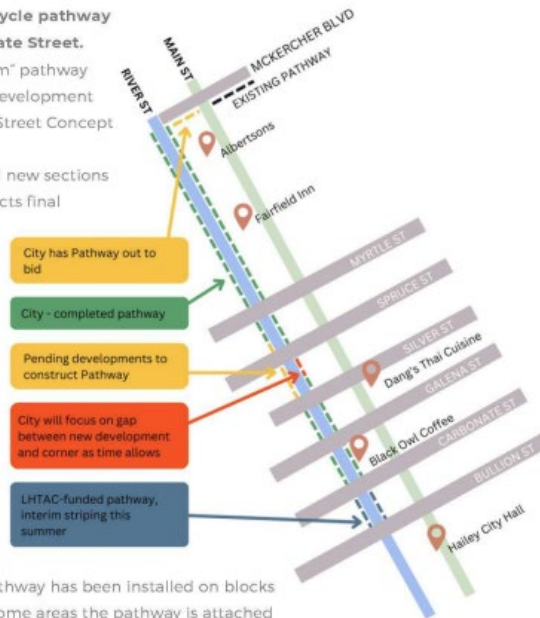 ycle pathway
ate Street.
m" pathway
evelopment
Street Concept
l new sections
cts final
RIVER ST
MAIN ST
MCKERCHER BLVD
EXISTING PATHWAY
Albertsons
Fairfield Inn
City has Pathway out to
bid
MYRTLE ST
SPRUCE ST
City - completed pathway
SILVER ST
Dang's Thai Cuisine
Pending developments to
construct Pathway
GALENA ST
City will focus on gap
between new development
and corner as time allows
Black Owl Coffee
CARBONATE ST
BULLION ST
LHTAC-funded pathway,
interim striping this
summer
Hailey City Hall
thway has been installed on blocks
ome areas the pathway is attached